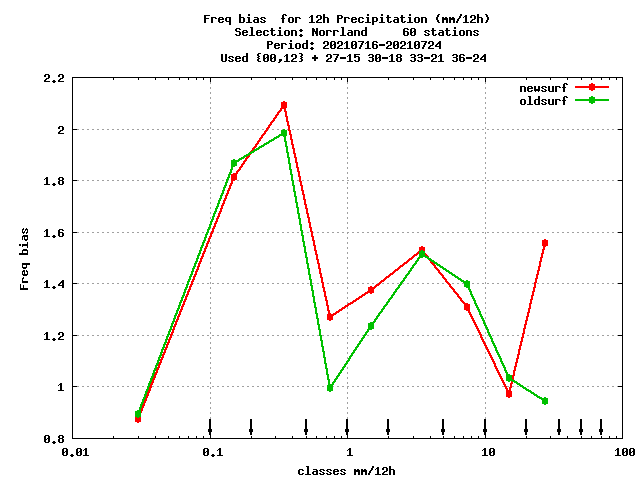 Freq bias  for 12h Precipitation (mm/12h)
Selection: Norrland     60 stations
Period: 20210716-20210724
Used {00,12} + 27-15 30-18 33-21 36-24
newsurf
oldsurf
2.2
2
1.8
1.6
1.4
1.2
1
0.8
Freq bias
0.01 0.1 1 10 100
classes mm/12h